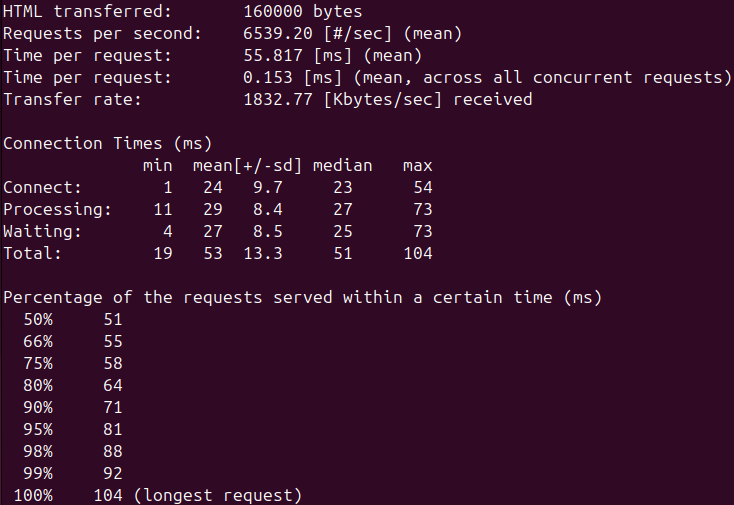 HTML transferred:       160000 bytes
Requests per second:    6539.20 [#/sec] (mean)
Time per request:       55.817 [ms] (mean)
Time per request:       0.153 [ms] (mean, across all concurrent requests)
Transfer rate:          1832.77 [Kbytes/sec] received

Connection Times (ms)
              min  mean[+/-sd] median   max
Connect:        1   24   9.7     23      54
Processing:    11   29   8.4     27      73
Waiting:        4   27   8.5     25      73
Total:         19   53  13.3     51     104

Percentage of the requests served within a certain time (ms)
  50%     51
  66%     55
  75%     58
  80%     64
  90%     71
  95%     81
  98%     88
  99%     92
 100%    104 (longest request)